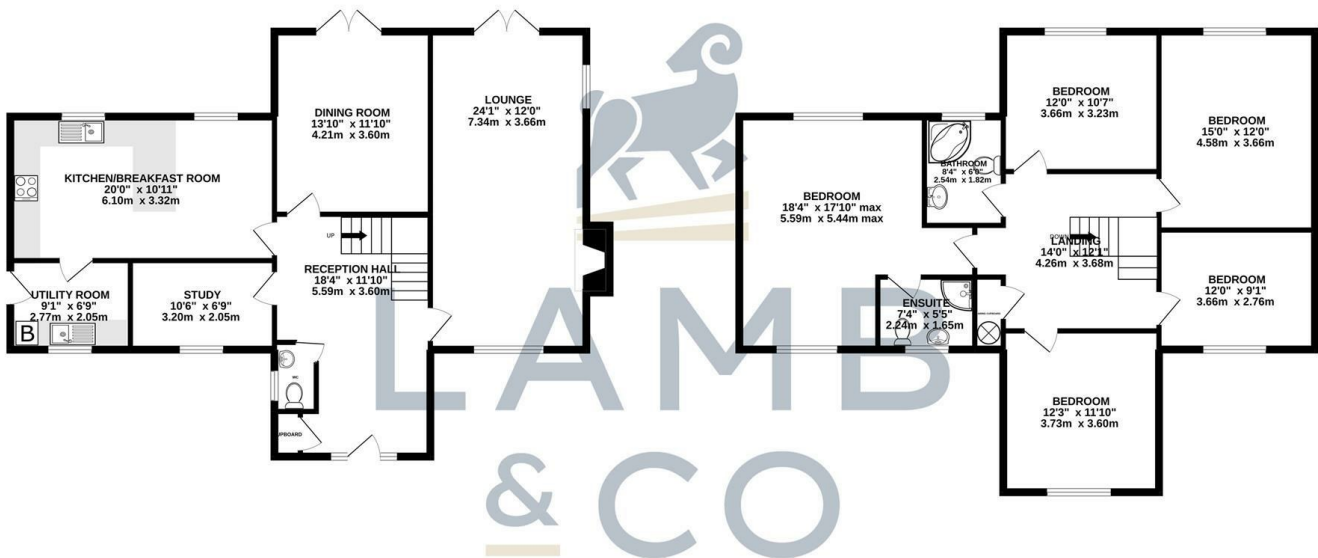 DINING ROOM
13'10" x 11'10"
4.21m x 3.60m
LOUNGE
24'1" x 12'0"
7.34m x 3.66m
KITCHEN/BREAKFAST ROOM
20'0" x 10'11"
6.10m x 3.32m
UP
RECEPTION HALL
18'4" x 11'10"
5.59m x 3.60m
UTILITY ROOM
9'1" x 6'9"
2.77m x 2.05m
B
STUDY
10'6" x 6'9"
3.20m x 2.05m
WC
UPBOARD
BEDROOM
12'0" x 10'7"
3.66m x 3.23m
BEDROOM
15'0" x 12'0"
4.58m x 3.66m
BATHROOM
8'4" x 6'0"
2.54m x 1.82m
BEDROOM
18'4" x 17'10" max
5.59m x 5.44m max
DOWN
LANDING
14'0" x 12'1"
4.26m x 3.68m
BEDROOM
12'0" x 9'1"
3.66m x 2.76m
ENSUITE
7'4" x 5'5"
2.24m x 1.65m
BEDROOM
12'3" x 11'10"
3.73m x 3.60m
LAMB
& CO